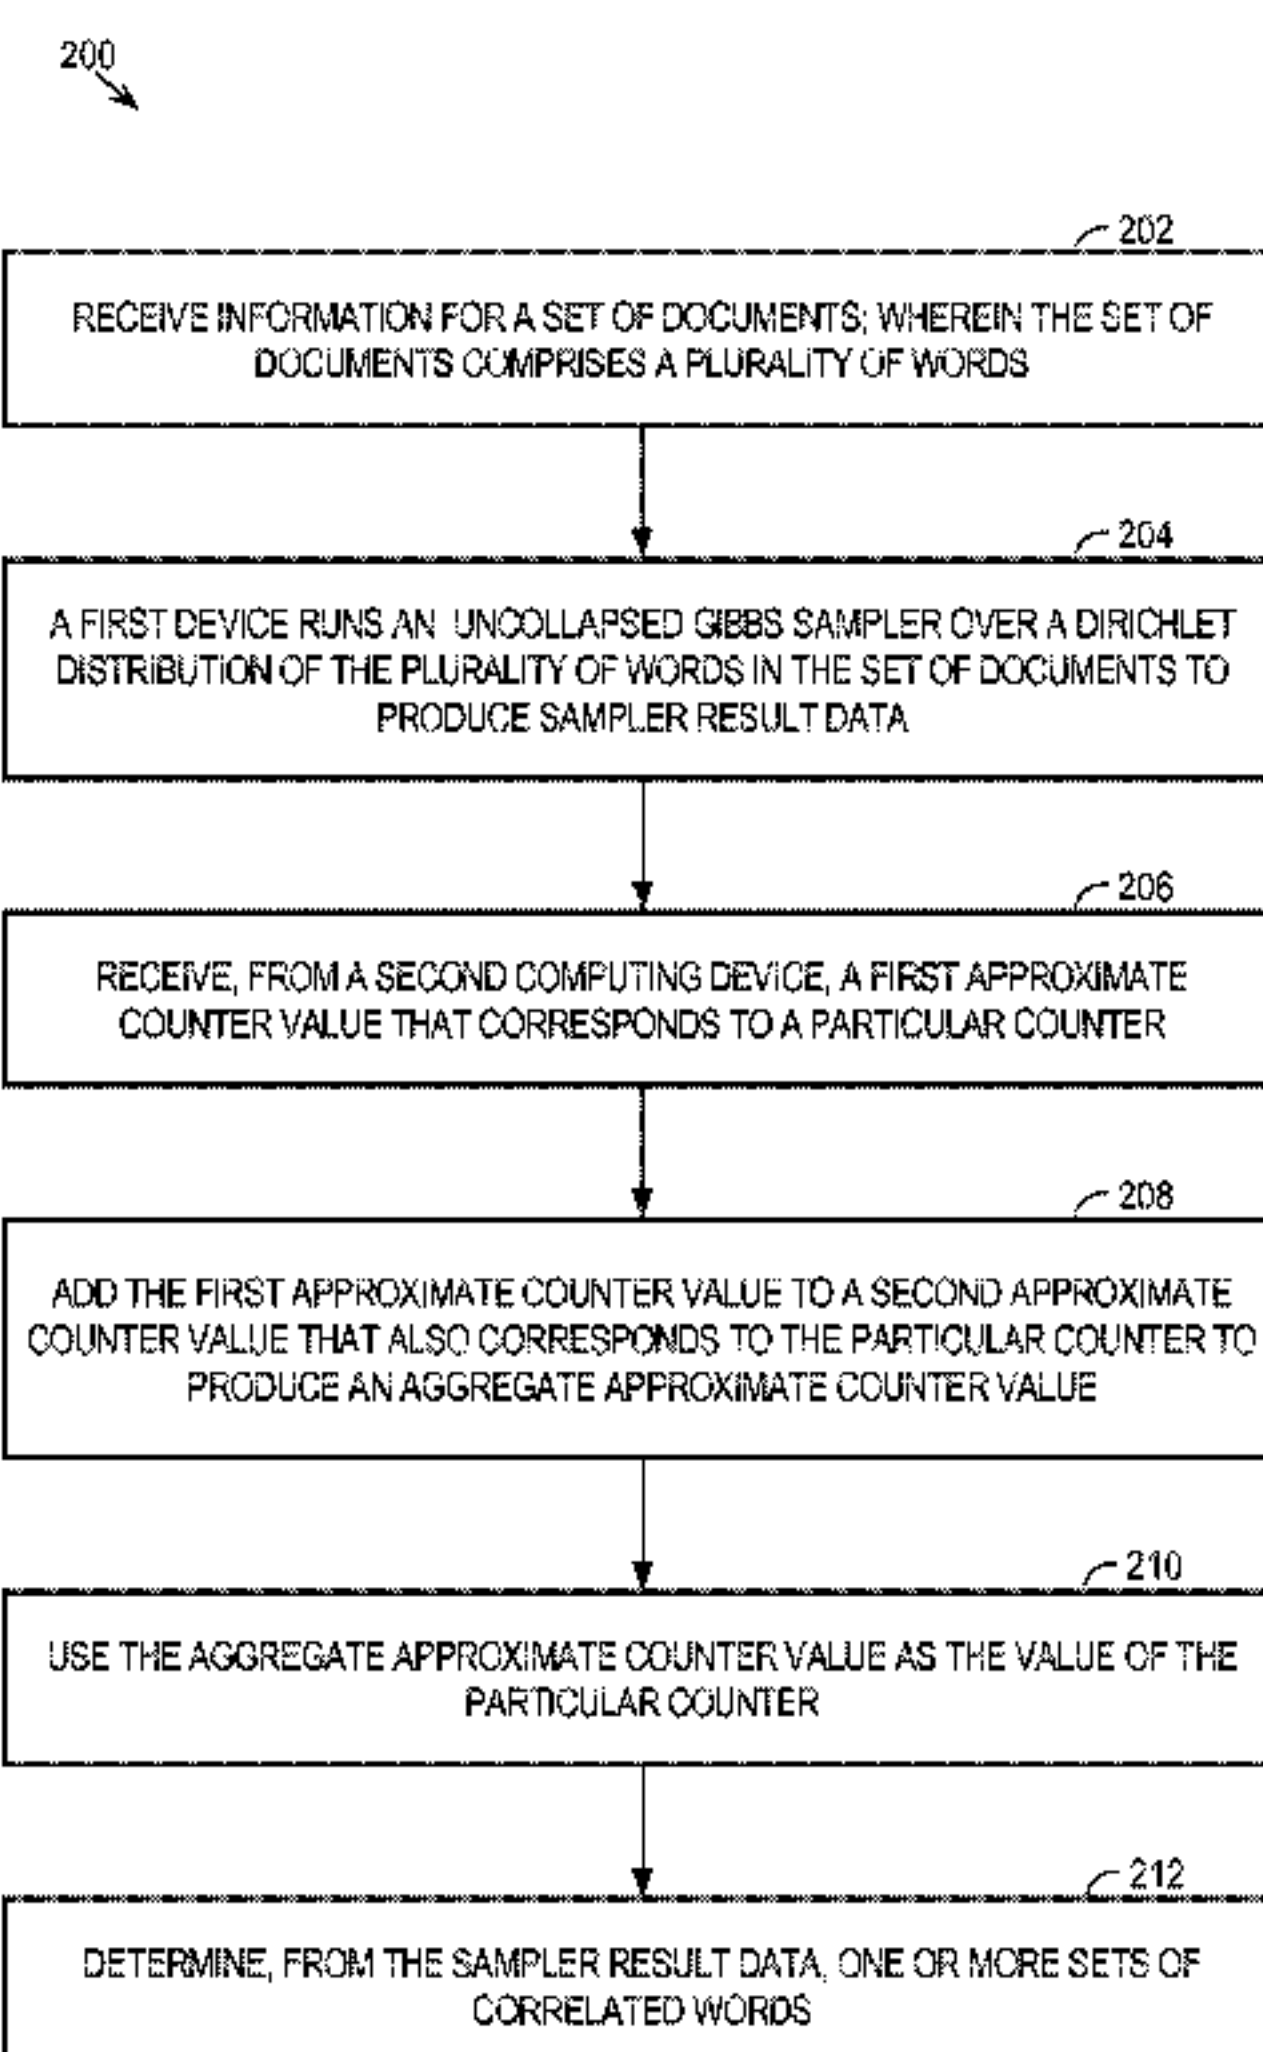 200
202
RECEIVE INFORMATION FOR A SET OF DOCUMENTS; WHEREIN THE SET OF
DOCUMENTS COMPRISES A PLURALITY OF WORDS
204
A FIRST DEVICE RUNS AN UNCOLLAPSED GIBBS SAMPLER OVER A DIRICHLET
DISTRIBUTION OF THE PLURALITY OF WORDS IN THE SET OF DOCUMENTS TO
PRODUCE SAMPLER RESULT DATA
206
RECEIVE, FROM A SECOND COMPUTING DEVICE, A FIRST APPROXIMATE
COUNTER VALUE THAT CORRESPONDS TO A PARTICULAR COUNTER
208
ADD THE FIRST APPROXIMATE COUNTER VALUE TO A SECOND APPROXIMATE
COUNTER VALUE THAT ALSO CORRESPONDS TO THE PARTICULAR COUNTER TO
PRODUCE AN AGGREGATE APPROXIMATE COUNTER VALUE
210
USE THE AGGREGATE APPROXIMATE COUNTER VALUE AS THE VALUE OF THE
PARTICULAR COUNTER
212
DETERMINE, FROM THE SAMPLER RESULT DATA, ONE OR MORE SETS OF
CORRELATED WORDS